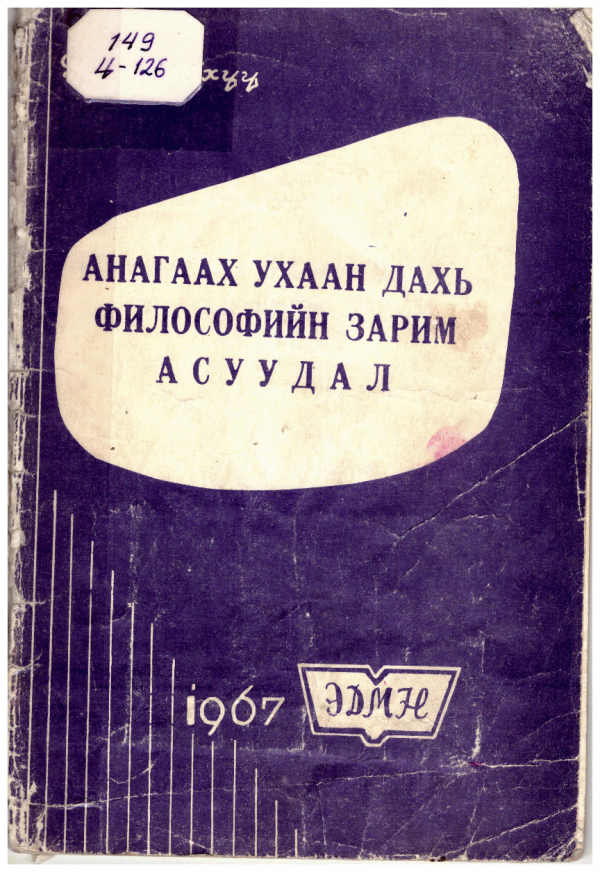 149
Ц-126
АНАГААХ УХААН ДАХЬ
ФИЛОСОФИЙН ЗАРИМ
АСУУДАЛ
1967
ЭДМН